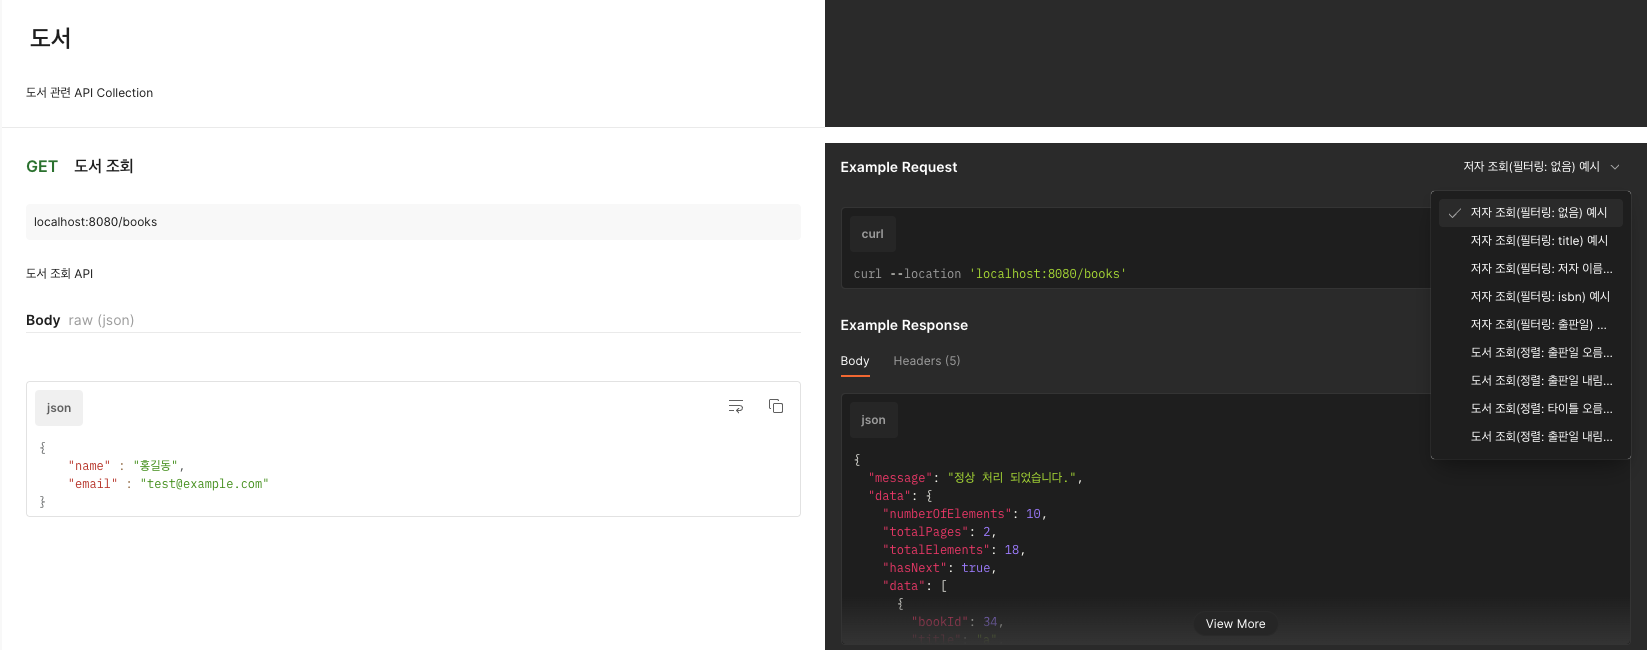 도서
도서 관련 API Collection
GET 도서 조회
localhost:8080/books
도서 조회 API
Body raw (json)
json
{
"name" : "홍길동",
"email" : "test@example.com"
}
Example Request
저자 조회(필터링: 없음) 예시
저자 조회(필터링: 없음) 예시
저자 조회(필터링: title) 예시
저자 조회(필터링: 저자 이름...
저자 조회(필터링: isbn) 예시
저자 조회(필터링: 출판일) ...
도서 조회(정렬: 출판일 오름...
도서 조회(정렬: 출판일 내림...
도서 조회(정렬: 타이틀 오름...
도서 조회(정렬: 출판일 내림...
curl
curl --location 'localhost:8080/books'
Example Response
Body Headers (5)
json
{
"message": "정상 처리 되었습니다.",
"data": {
"numberOfElements": 10,
"totalPages": 2,
"totalElements": 18,
"hasNext": true,
"data": [
{
"bookId": 34,
View More